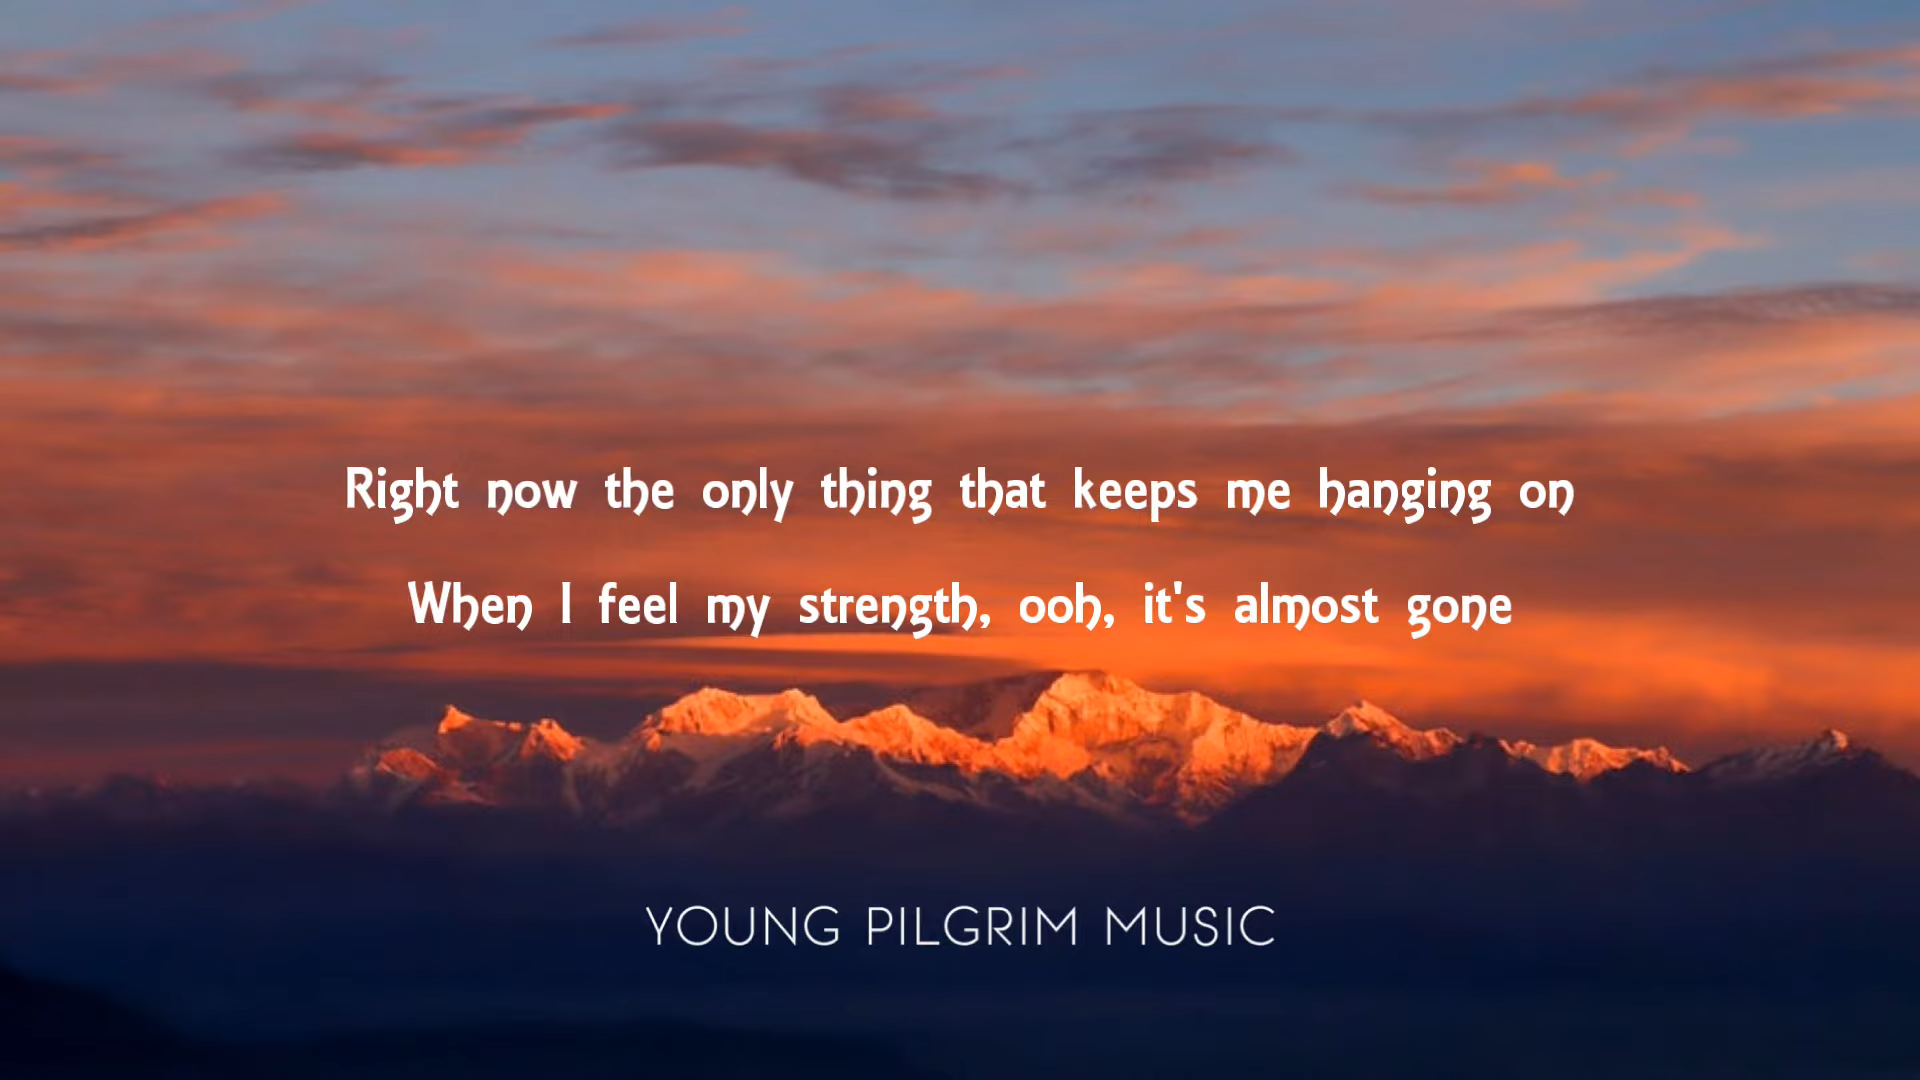 Right now the only thing that keeps me hanging on
When I feel my strength, ooh, it's almost gone
YOUNG PILGRIM MUSIC